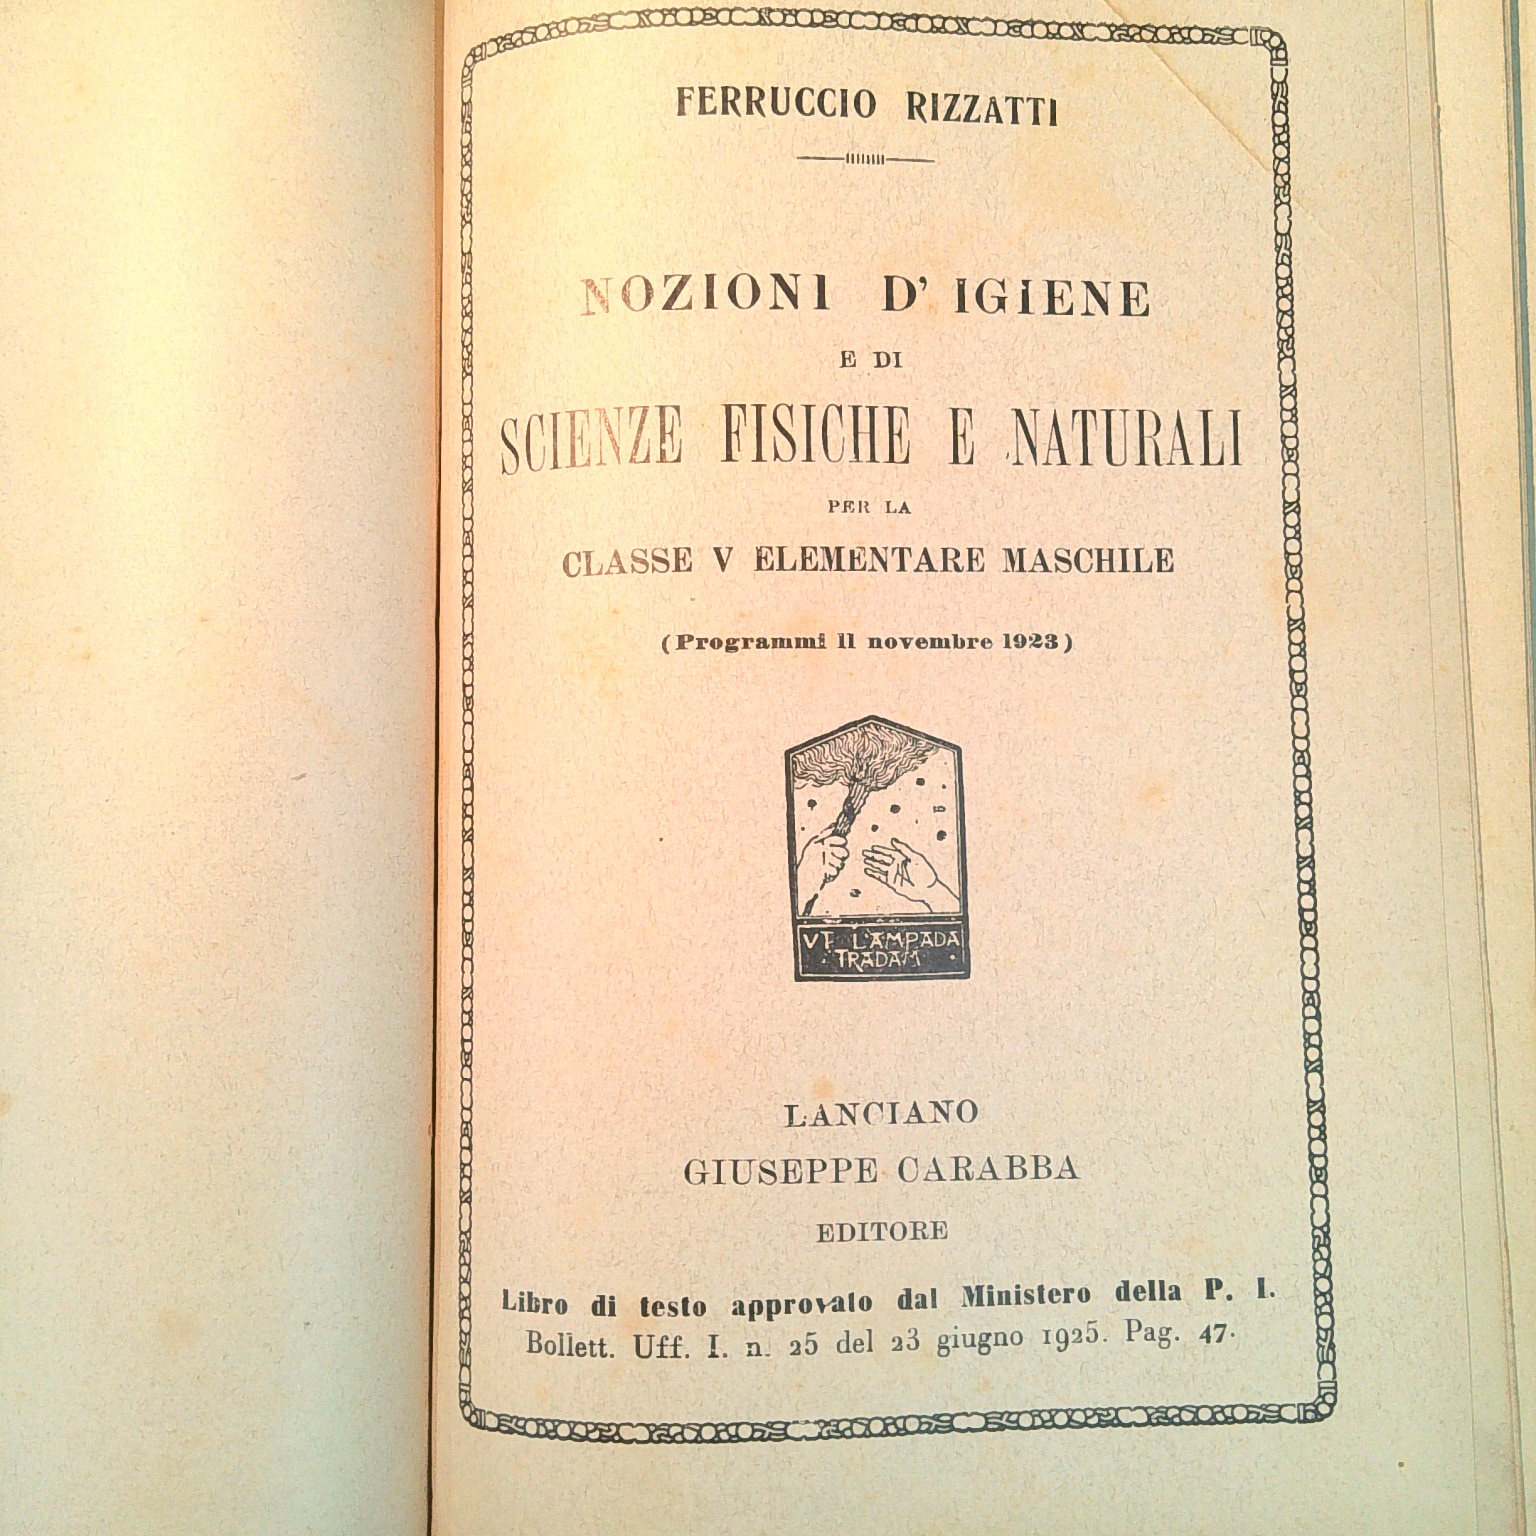 FERRUCCIO RIZZATTI
NOZIONI D' IGIENE
E DI
SCIENZE FISICHE E NATURALI
PER LA
CLASSE V ELEMENTARE MASCHILE
(Programmi 11 novembre 1923)
VT LAMPADA
TRADAM
LANCIANO
GIUSEPPE CARABBA
EDITORE
Libro di testo approvato dal Ministero della P. I.
Bollett. Uff. I. n. 25 del 23 giugno 1925. Pag. 47.